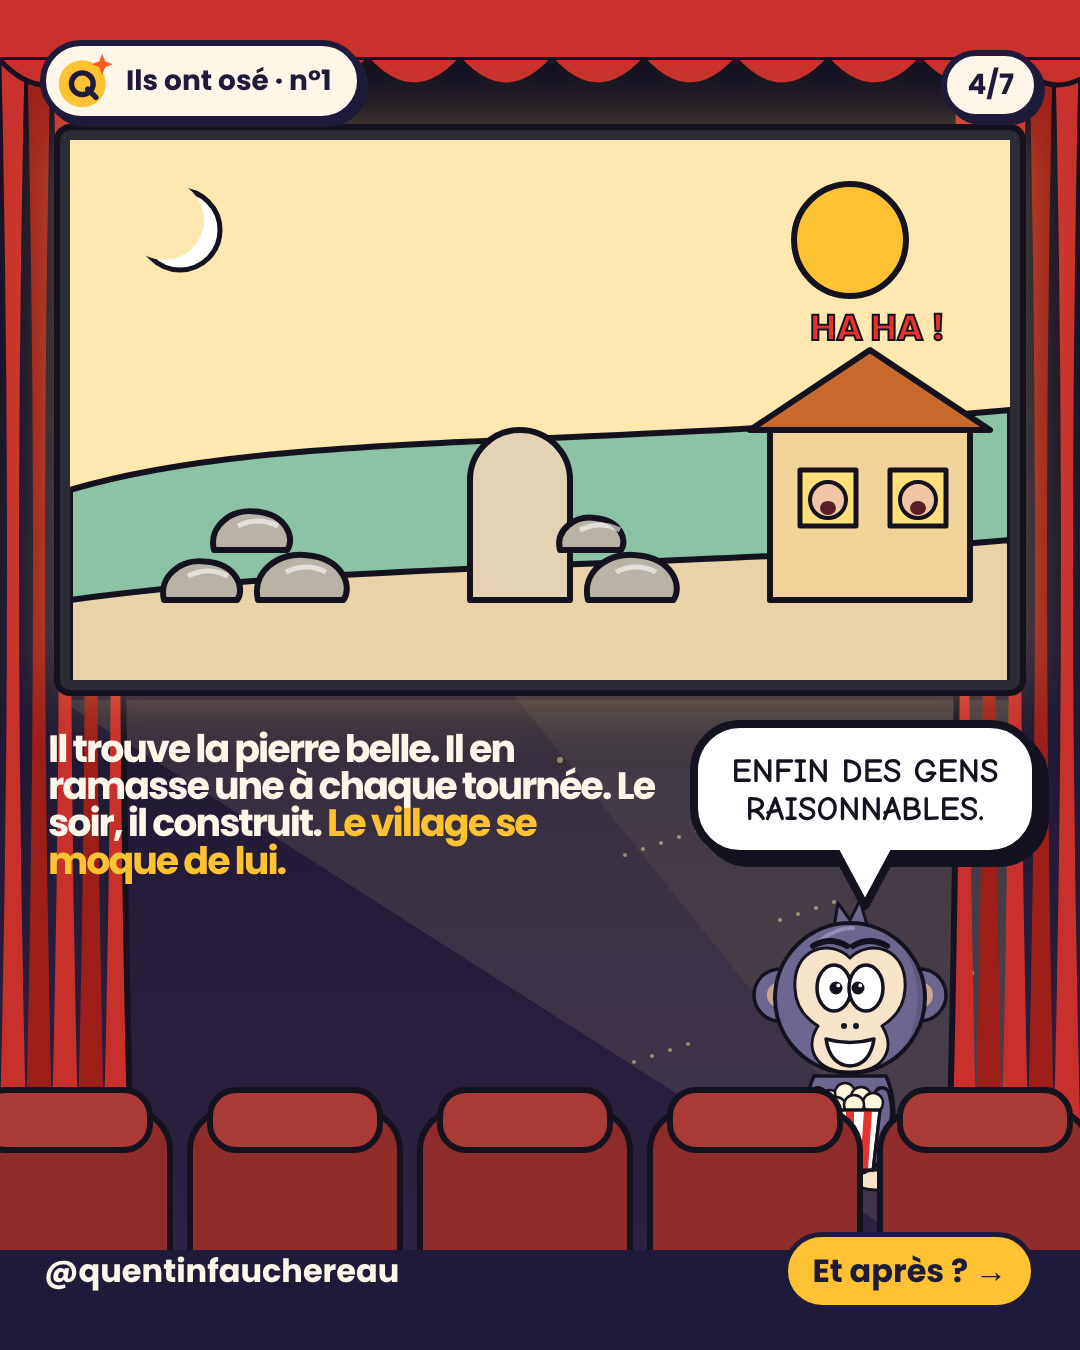 Q
Ils ont osé · nº1
4/7
HA HA !
Il trouve la pierre belle. Il en
ramasse une à chaque tournée. Le
soir, il construit. Le village se
moque de lui.
ENFIN DES GENS
RAISONNABLES.
@quentinfauchereau
Et après ? →